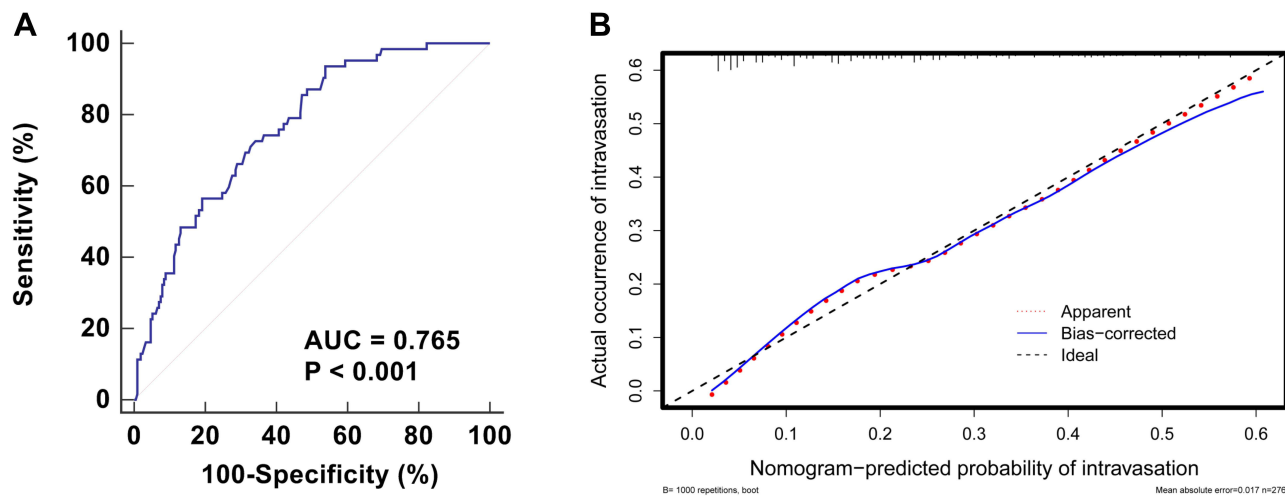 A
100
80
60
40
20
0
Sensitivity (%)
AUC = 0.765
P < 0.001
0 20 40 60 80 100
100-Specificity (%)
B
0.6
0.5
0.4
0.3
0.2
0.1
0.0
Actual occurrence of intravasation
Apparent
Bias-corrected
Ideal
0.0 0.1 0.2 0.3 0.4 0.5 0.6
Nomogram-predicted probability of intravasation
B= 1000 repetitions, boot
Mean absolute error=0.017 n=276